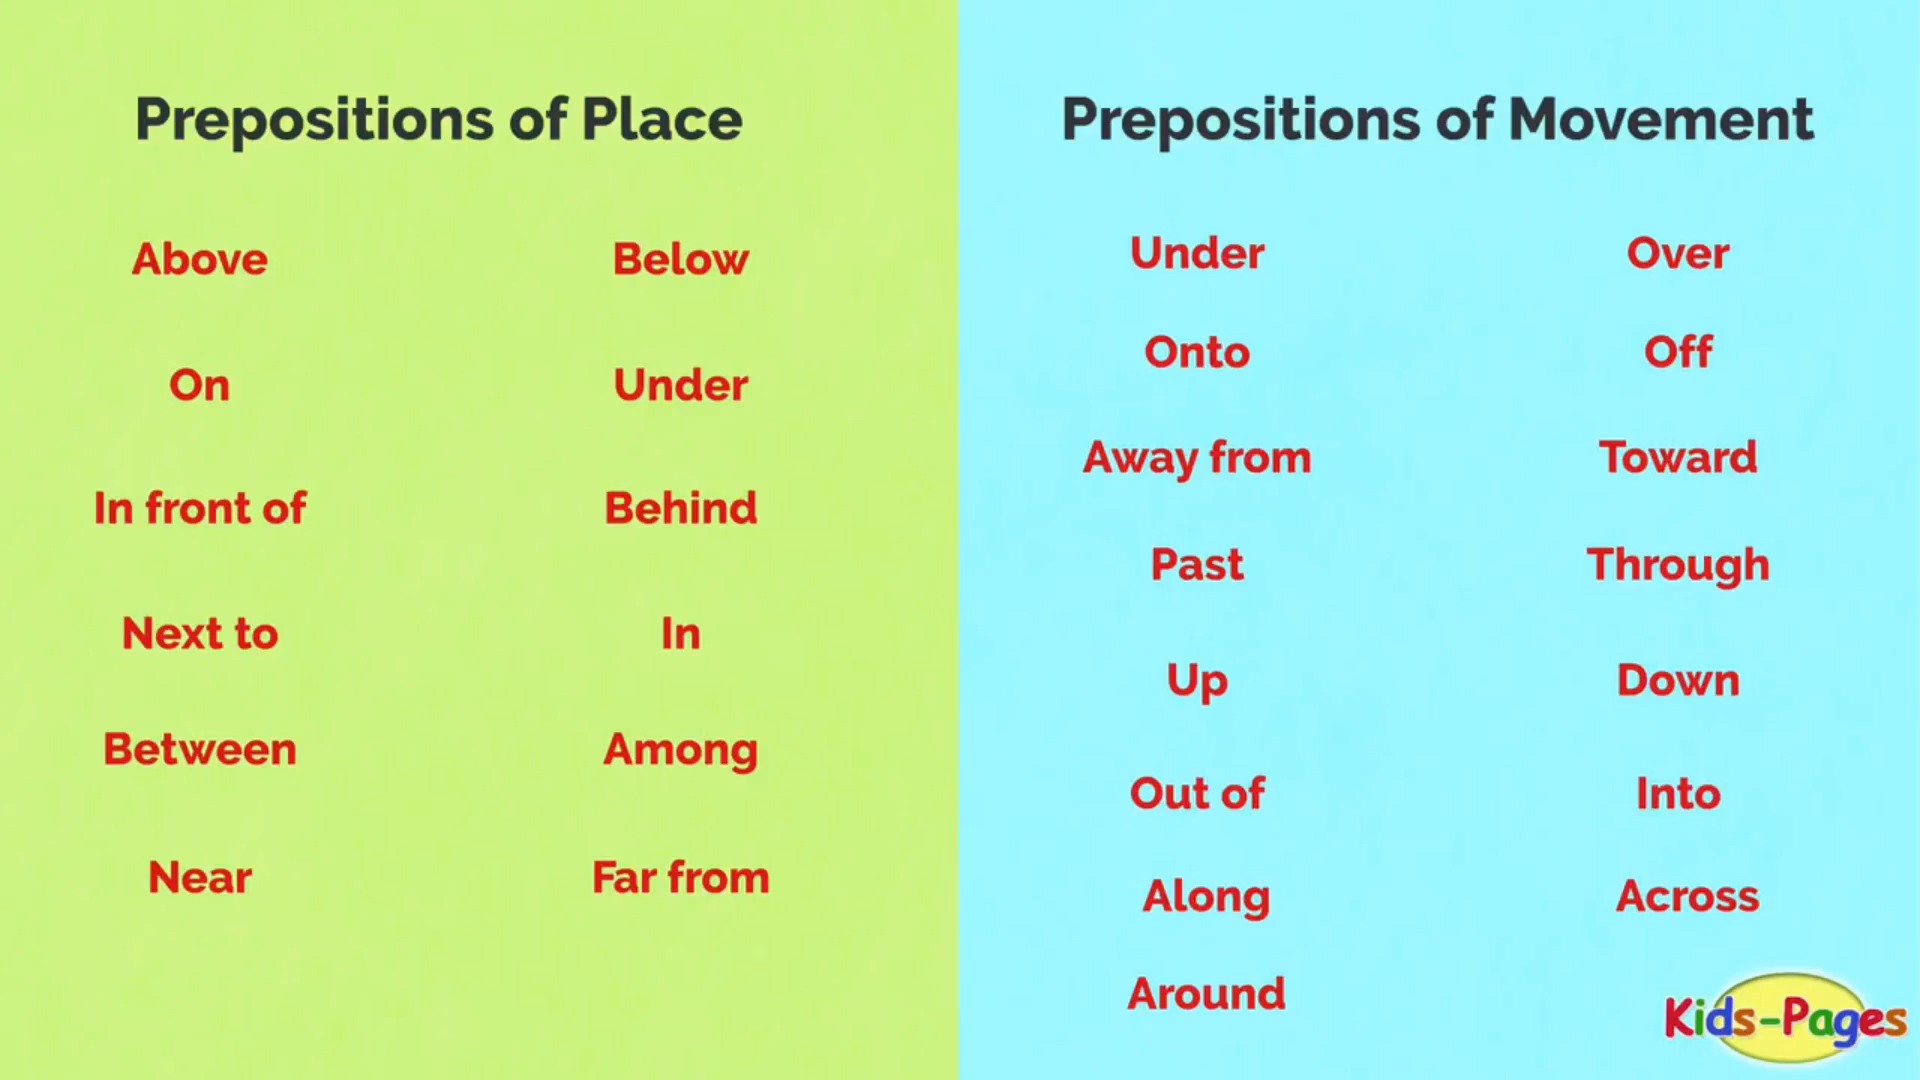 Prepositions of Place
Above Below
On Under
In front of Behind
Next to In
Between Among
Near Far from
Prepositions of Movement
Under Over
Onto Off
Away from Toward
Past Through
Up Down
Out of Into
Along Across
Around
Kids-Pages